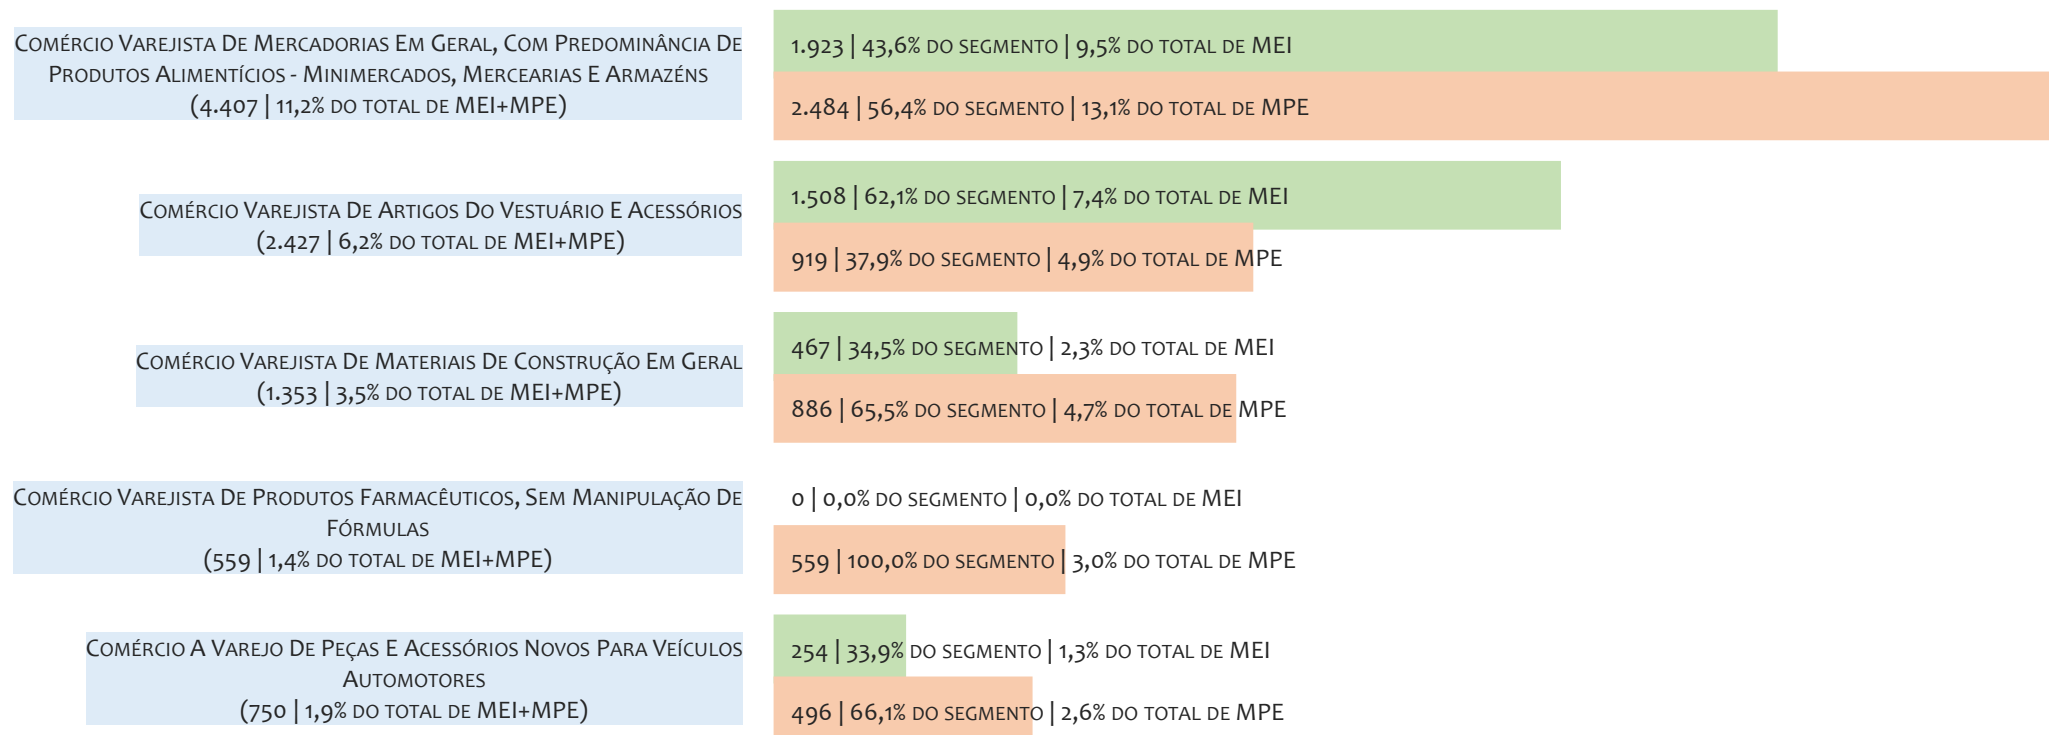 Comércio Varejista De Mercadorias Em Geral, Com Predominância De
Produtos Alimentícios - Minimercados, Mercearias E Armazéns
(4.407 | 11,2% do total de MEI+MPE)
1.923 | 43,6% do segmento | 9,5% do total de MEI
2.484 | 56,4% do segmento | 13,1% do total de MPE
Comércio Varejista De Artigos Do Vestuário E Acessórios
(2.427 | 6,2% do total de MEI+MPE)
1.508 | 62,1% do segmento | 7,4% do total de MEI
919 | 37,9% do segmento | 4,9% do total de MPE
Comércio Varejista De Materiais De Construção Em Geral
(1.353 | 3,5% do total de MEI+MPE)
467 | 34,5% do segmento | 2,3% do total de MEI
886 | 65,5% do segmento | 4,7% do total de MPE
Comércio Varejista De Produtos Farmacêuticos, Sem Manipulação De
Fórmulas
(559 | 1,4% do total de MEI+MPE)
0 | 0,0% do segmento | 0,0% do total de MEI
559 | 100,0% do segmento | 3,0% do total de MPE
Comércio A Varejo De Peças E Acessórios Novos Para Veículos
Automotores
(750 | 1,9% do total de MEI+MPE)
254 | 33,9% do segmento | 1,3% do total de MEI
496 | 66,1% do segmento | 2,6% do total de MPE